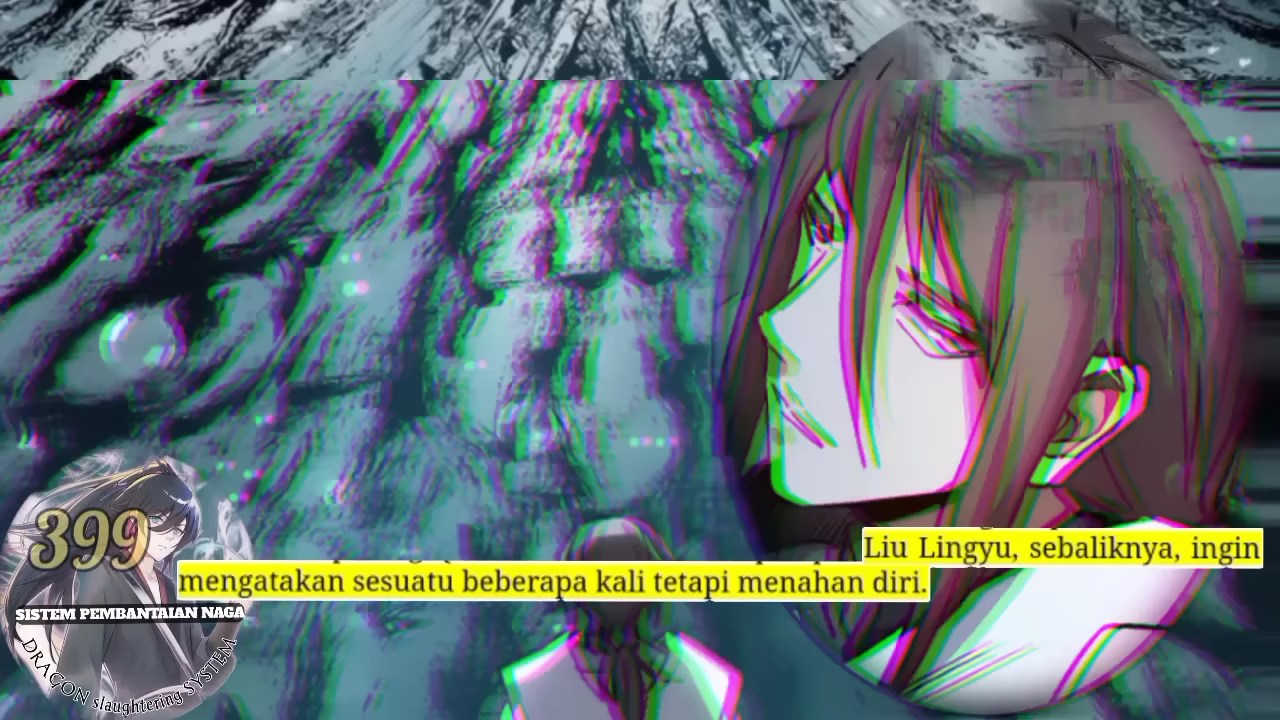 Liu Lingyu, sebaliknya, ingin
mengatakan sesuatu beberapa kali tetapi menahan diri.
399
SISTEM PEMBANTAIAN NAGA
DRAGON slaughtering SYSTEM